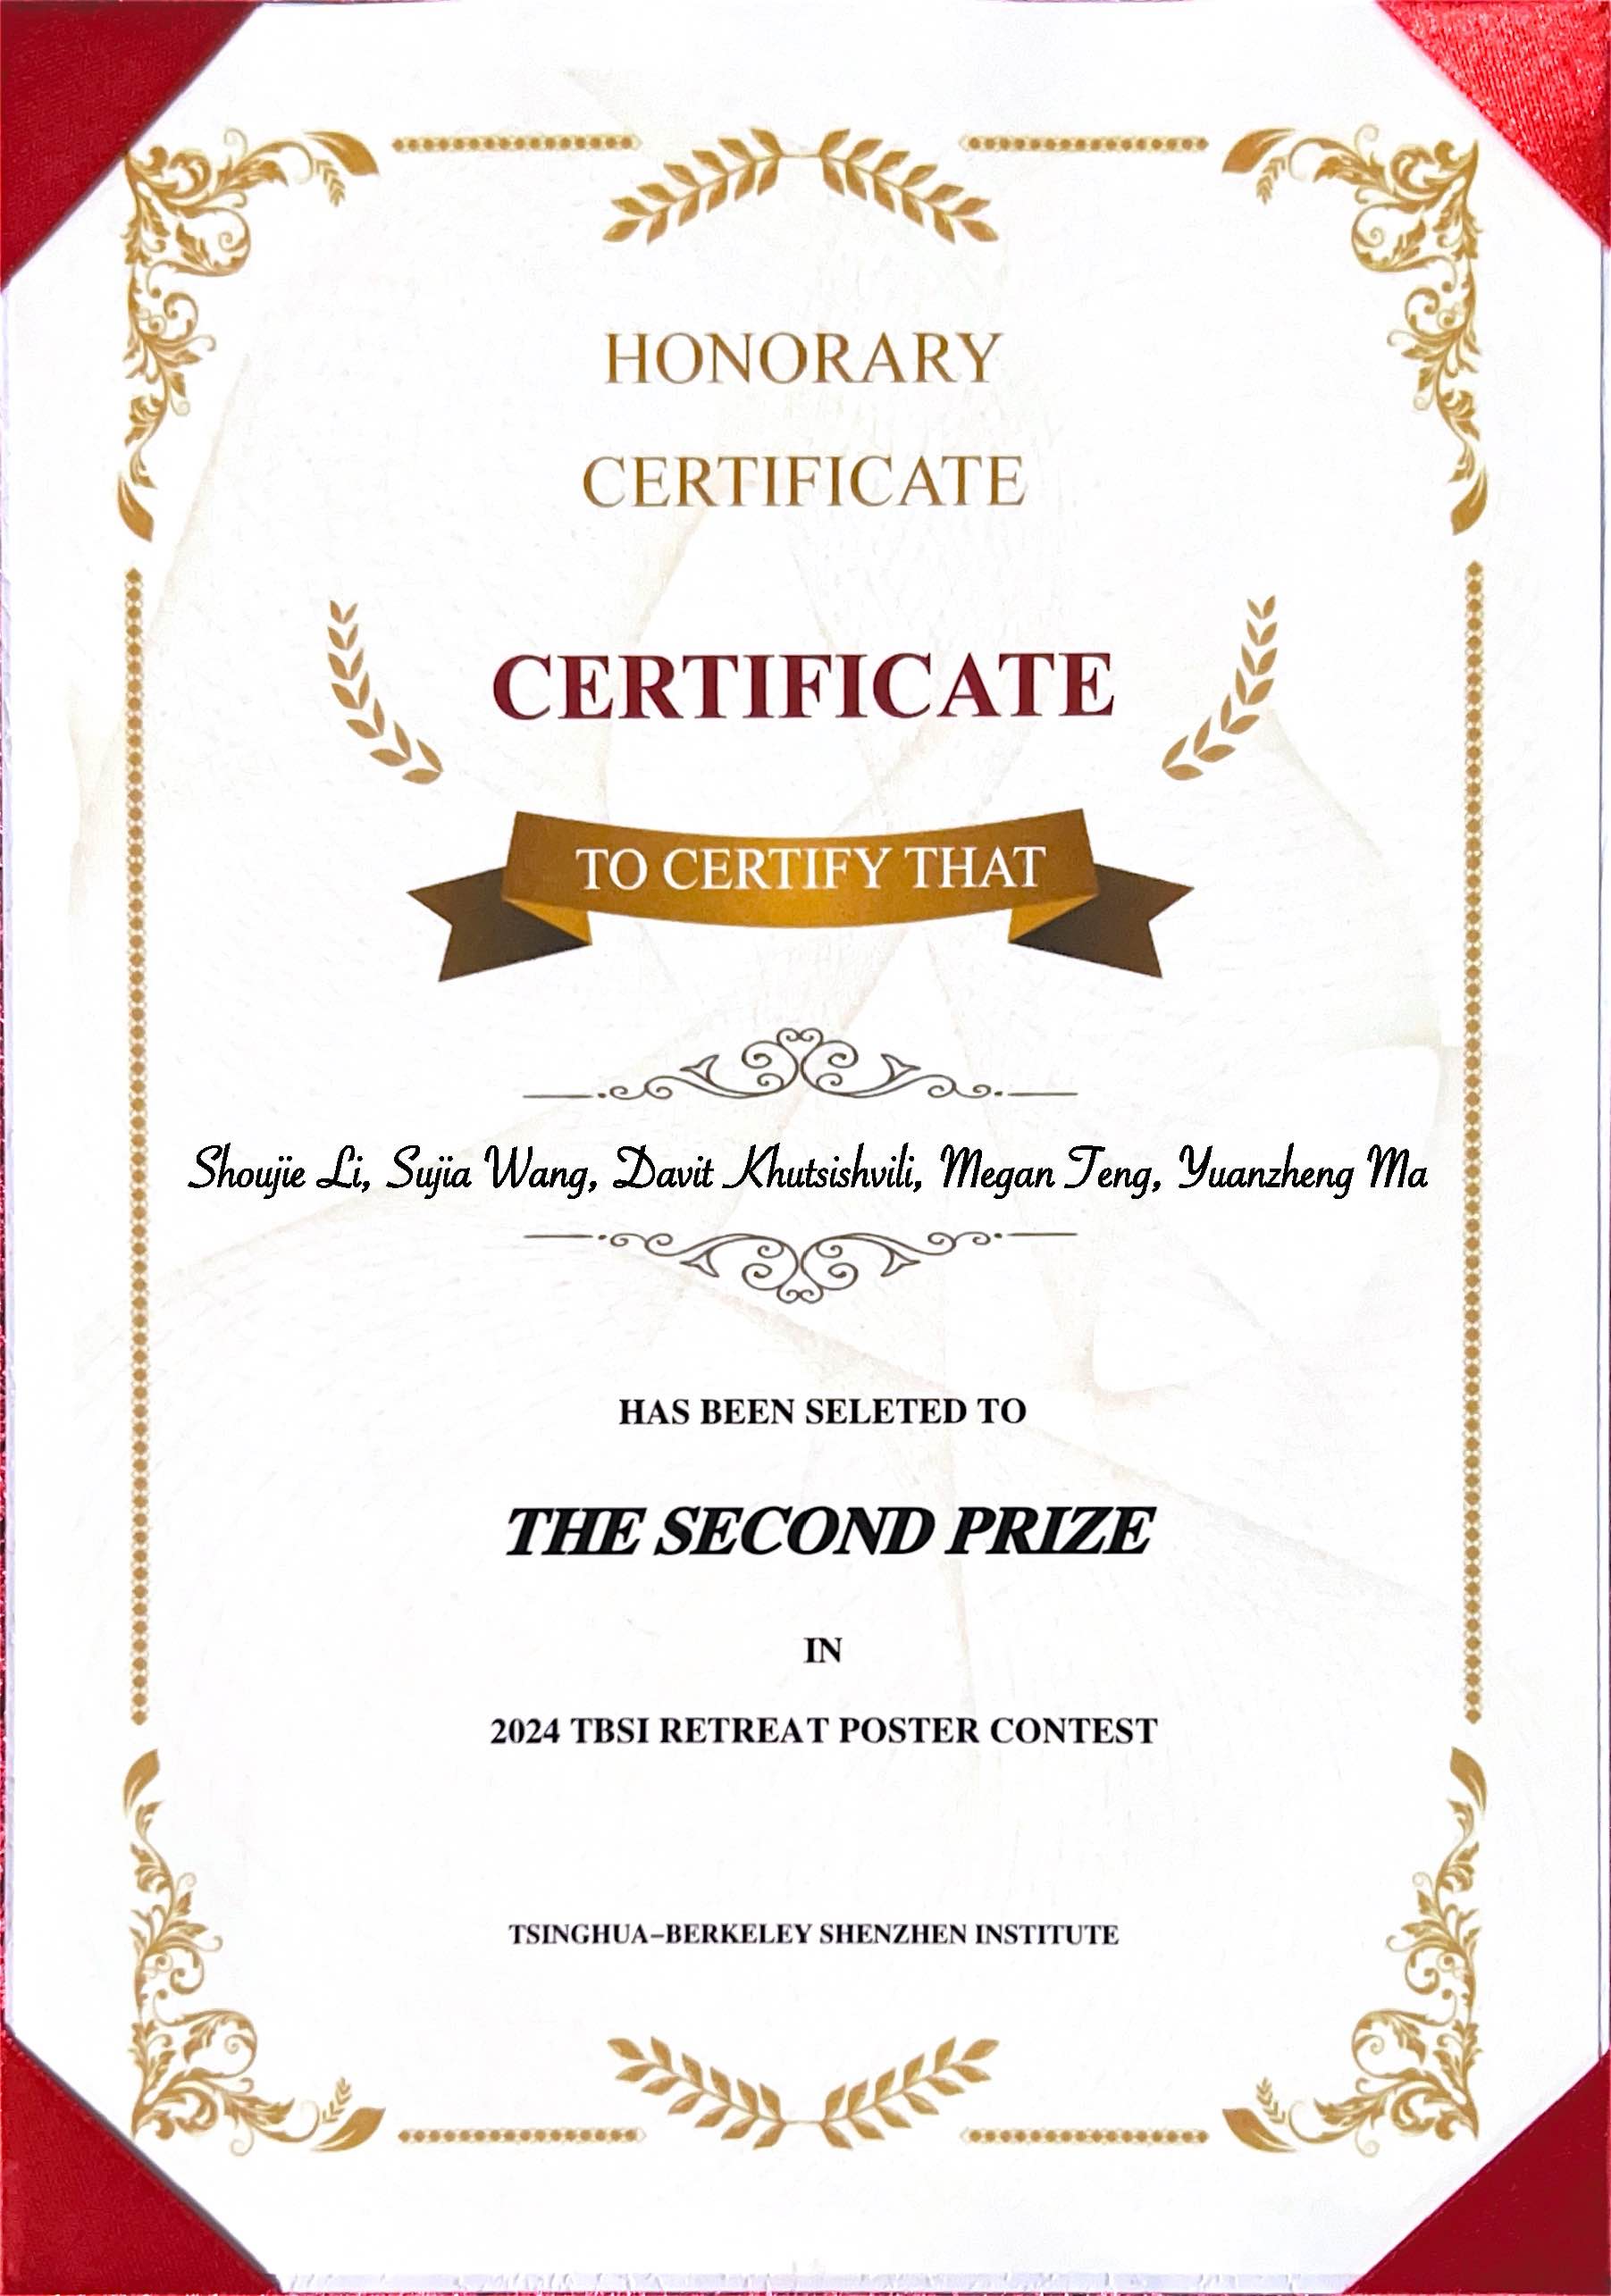 HONORARY
CERTIFICATE
CERTIFICATE
TO CERTIFY THAT
Shoujie Li, Sujia Wang, Davit Khutsishvili, Megan Teng, Yuanzheng Ma
HAS BEEN SELETED TO
THE SECOND PRIZE
IN
2024 TBSI RETREAT POSTER CONTEST
TSINGHUA–BERKELEY SHENZHEN INSTITUTE